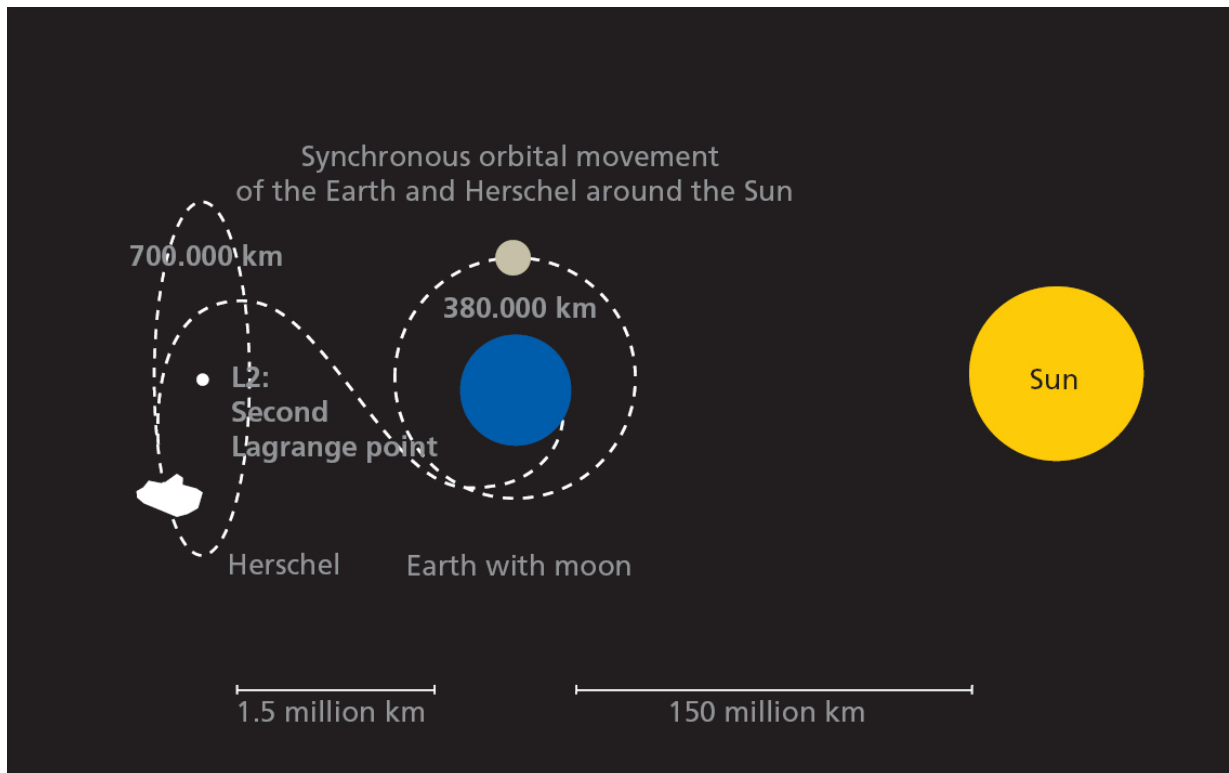 Synchronous orbital movement
of the Earth and Herschel around the Sun
700.000 km
380.000 km
L2:
Second
Lagrange point
Sun
Herschel
Earth with moon
1.5 million km
150 million km